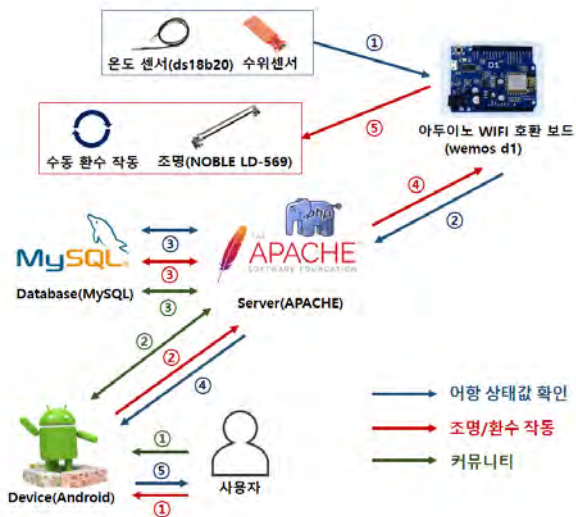 온도 센서(ds18b20) 수위센서
①
D1
아두이노 WIFI 호환 보드
(wemos d1)
⑤
수동 환수 작동 조명(NOBLE LD-569)
④
②
php
THE
APACHE
SOFTWARE FOUNDATION
MySQL
③
③
③
Database(MySQL)
Server(APACHE)
②
②
④
어항 상태값 확인
조명/환수 작동
커뮤니티
①
⑤
①
사용자
Device(Android)